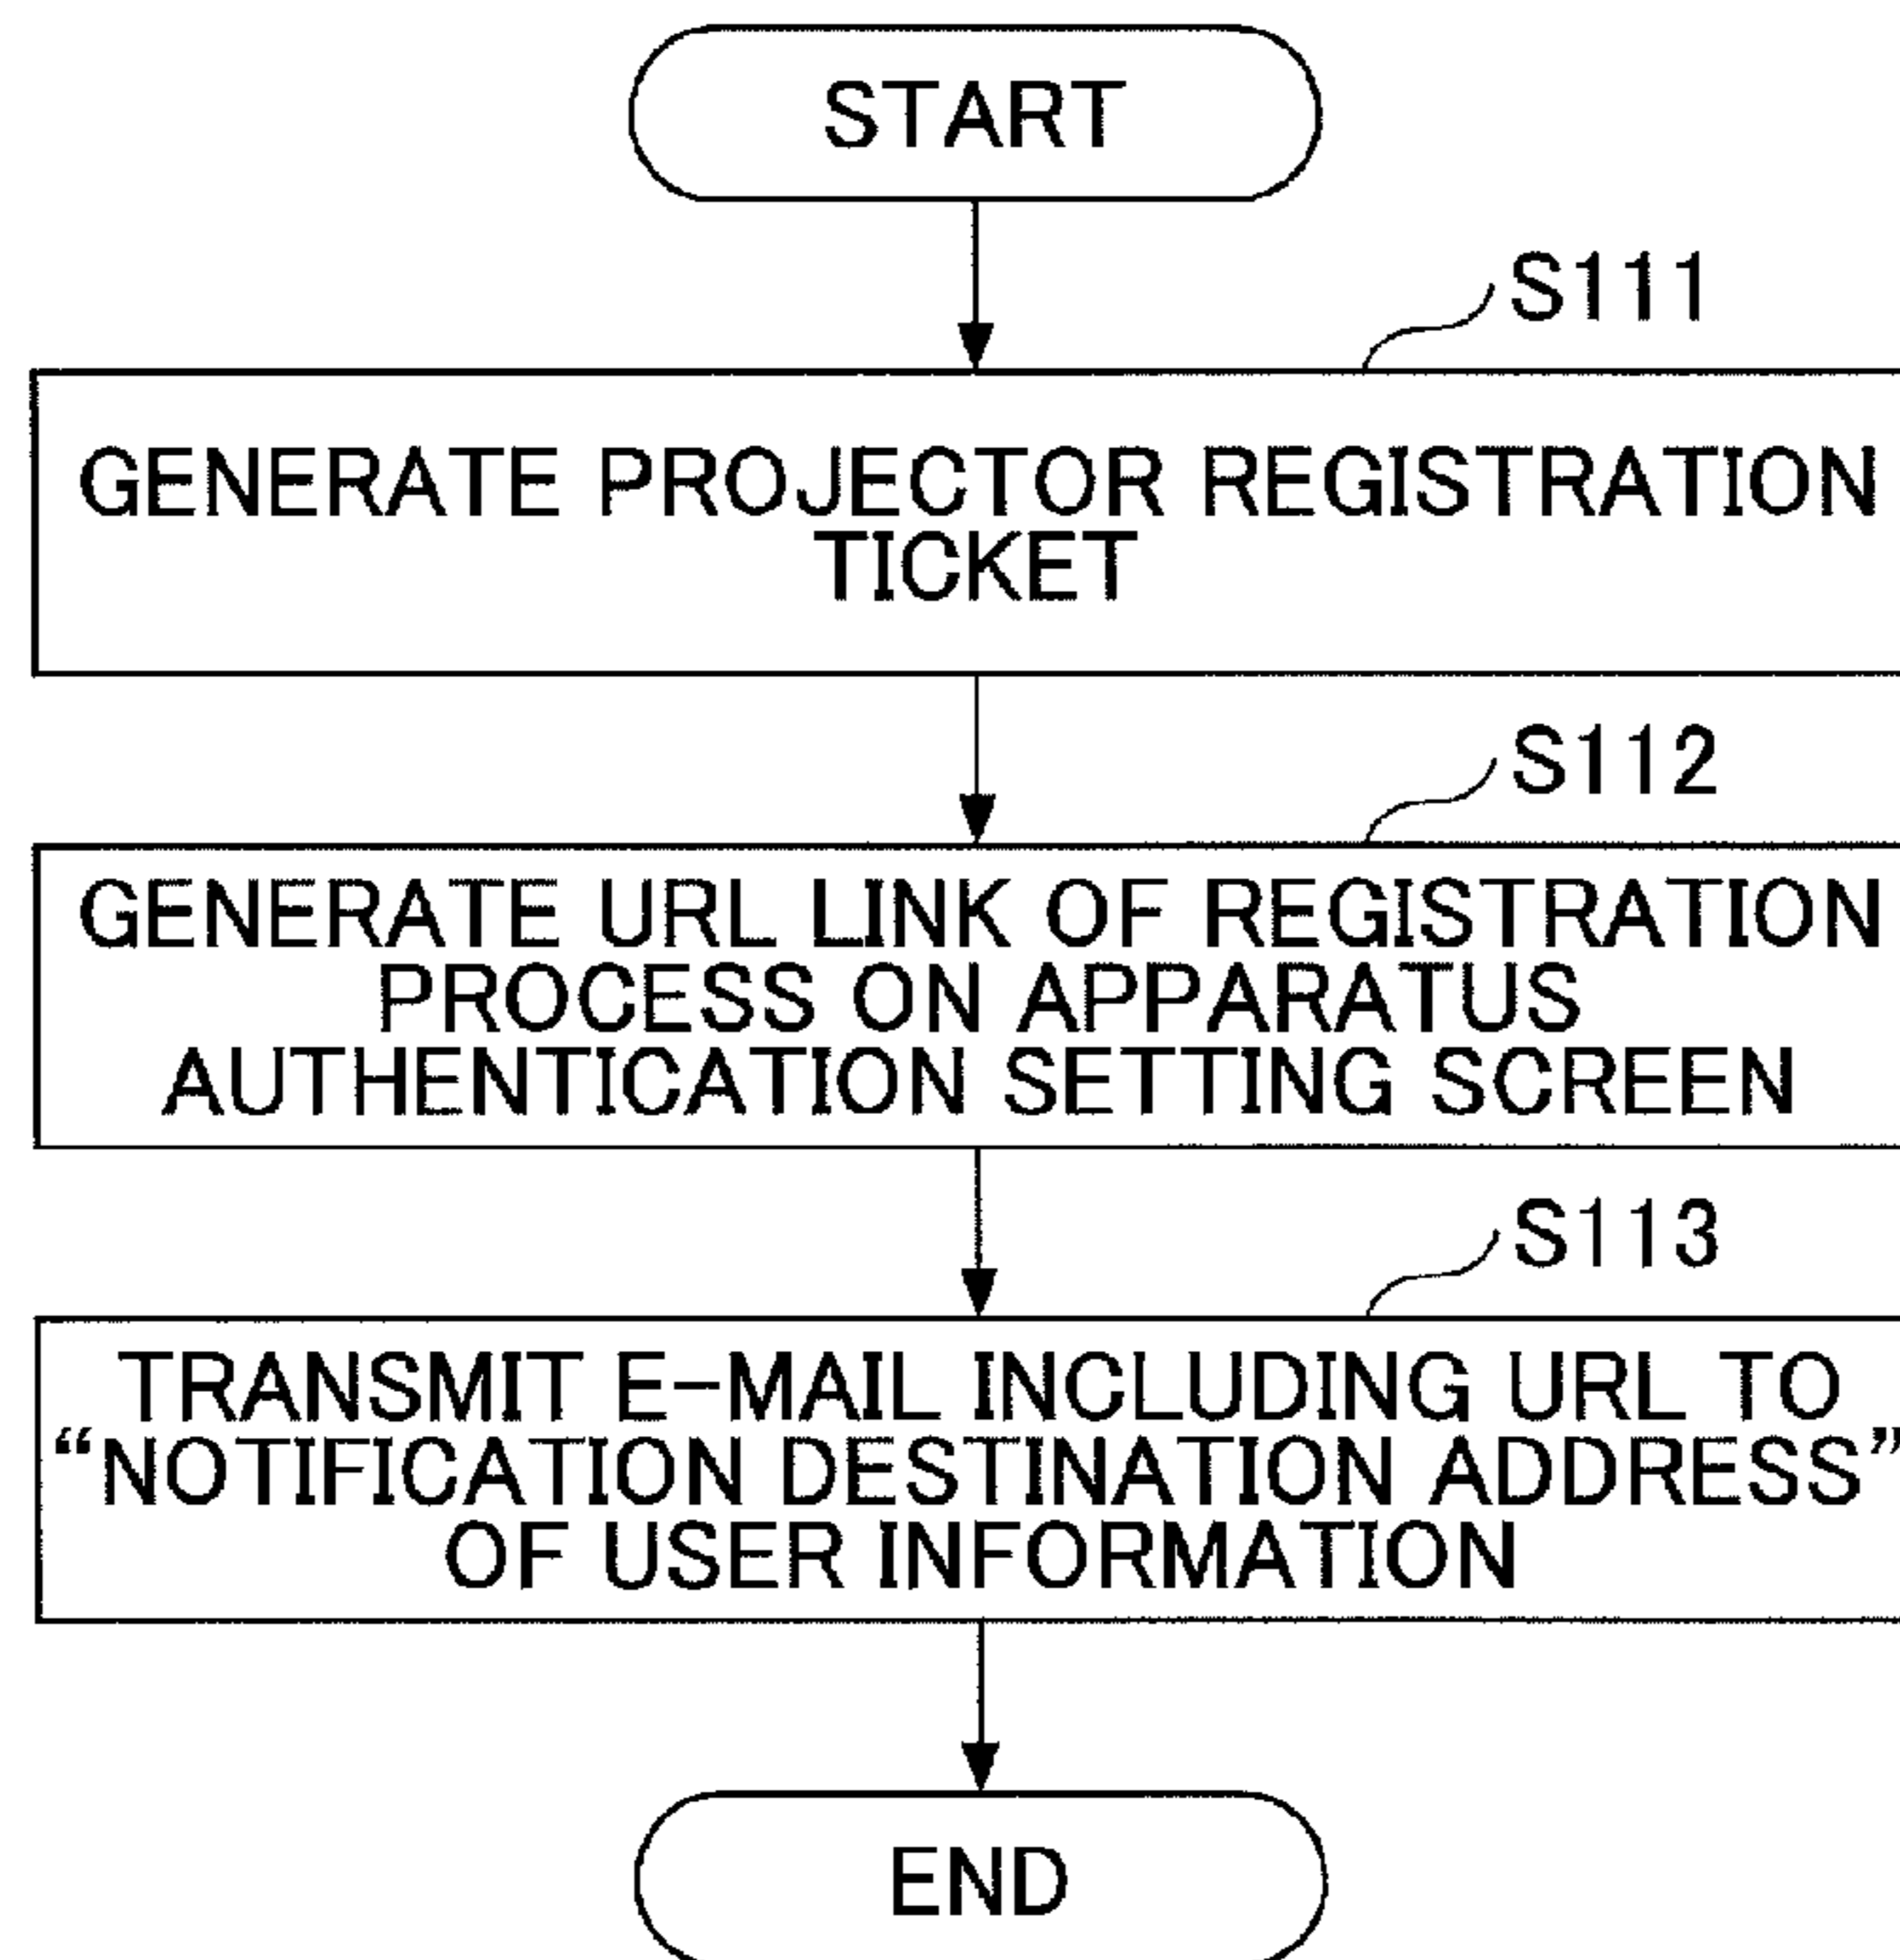 START
S111
GENERATE PROJECTOR REGISTRATION
TICKET
S112
GENERATE URL LINK OF REGISTRATION
PROCESS ON APPARATUS
AUTHENTICATION SETTING SCREEN
S113
TRANSMIT E-MAIL INCLUDING URL TO
“NOTIFICATION DESTINATION ADDRESS”
OF USER INFORMATION
END